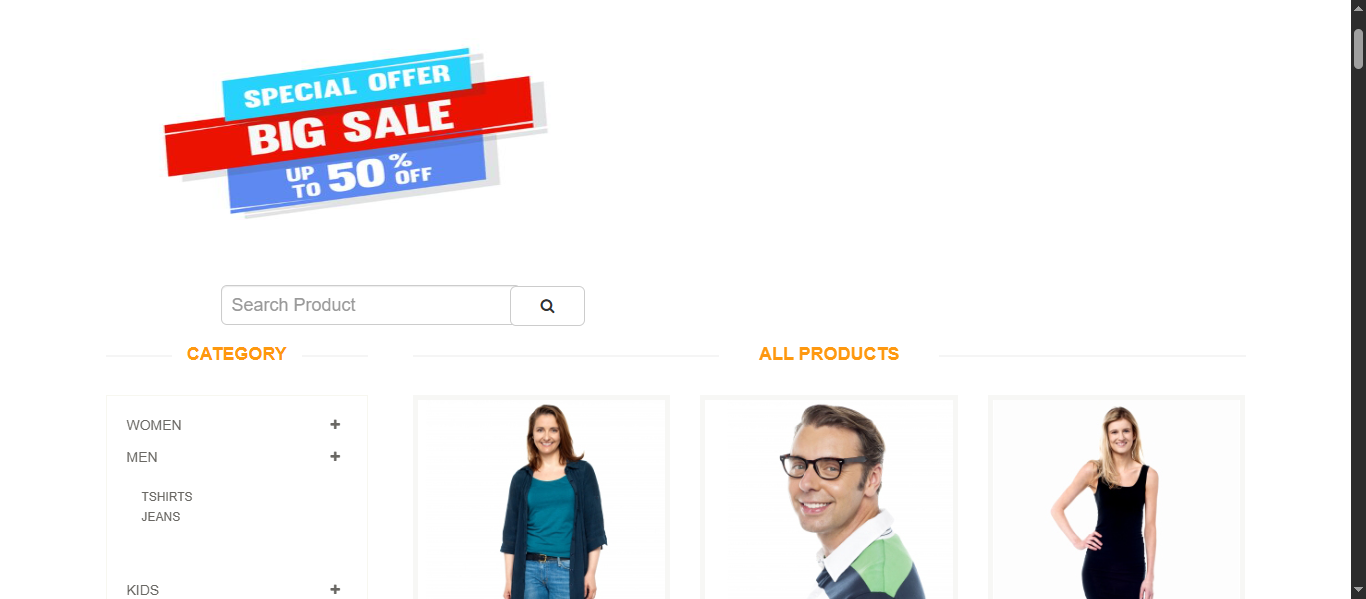 SPECIAL OFFER
BIG SALE
UP TO 50% OFF
Search Product
CATEGORY
ALL PRODUCTS
WOMEN
MEN
TSHIRTS
JEANS
KIDS